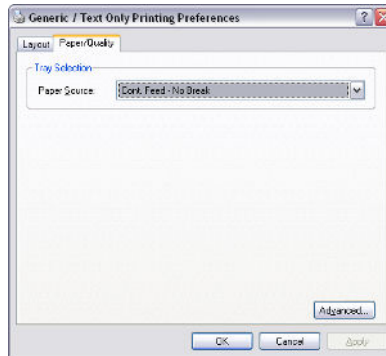 Generic / Text Only Printing Preferences
Layout Paper/Quality
Tray Selection
Paper Source: Cont. Feed - No Break
Advanced...
OK Cancel Apply